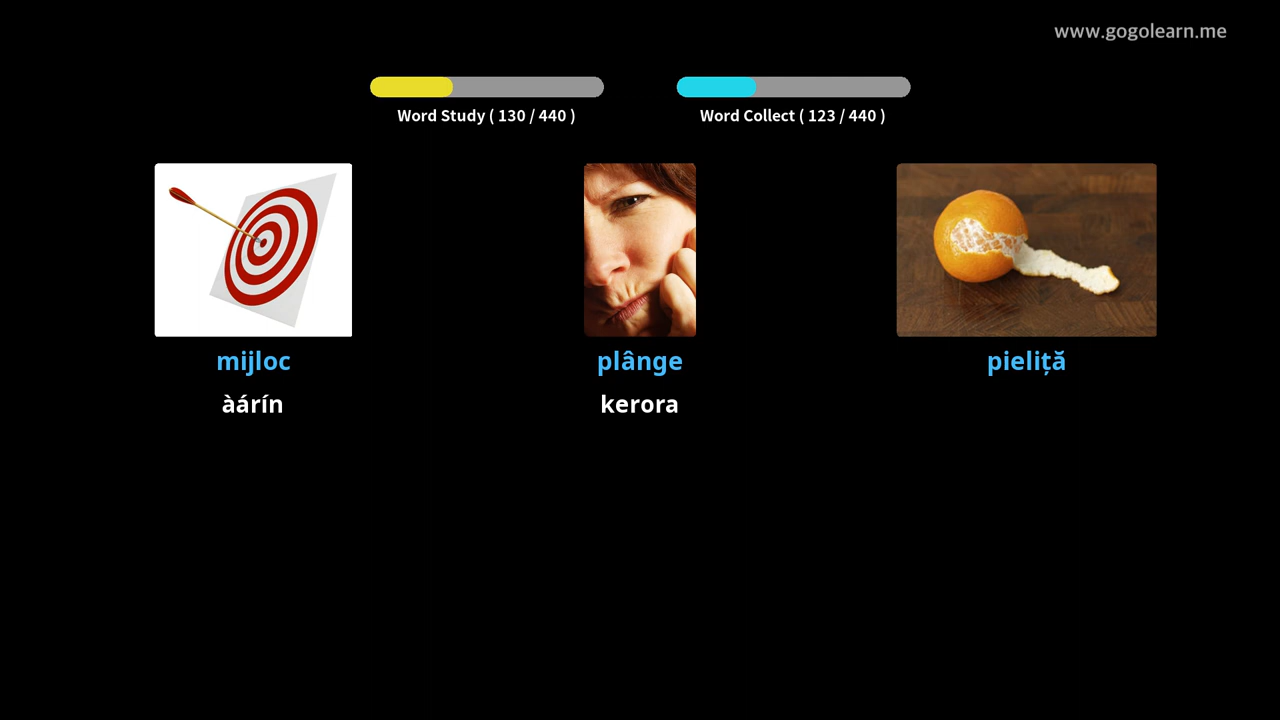 www.gogolearn.me
Word Study ( 130 / 440 )
Word Collect ( 123 / 440 )
mijloc
plânge
pieliță
àárín
kerora